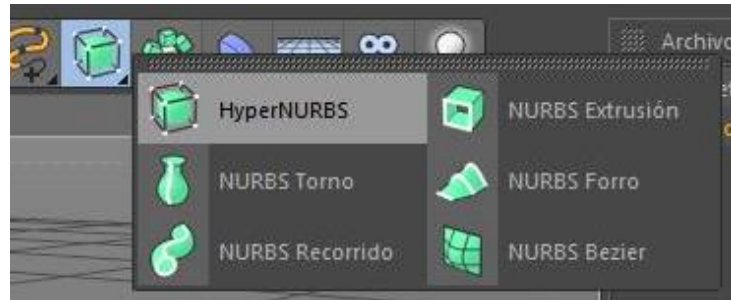 Archivo
HyperNURBS
NURBS Extrusión
NURBS Torno
NURBS Forro
NURBS Recorrido
NURBS Bezier